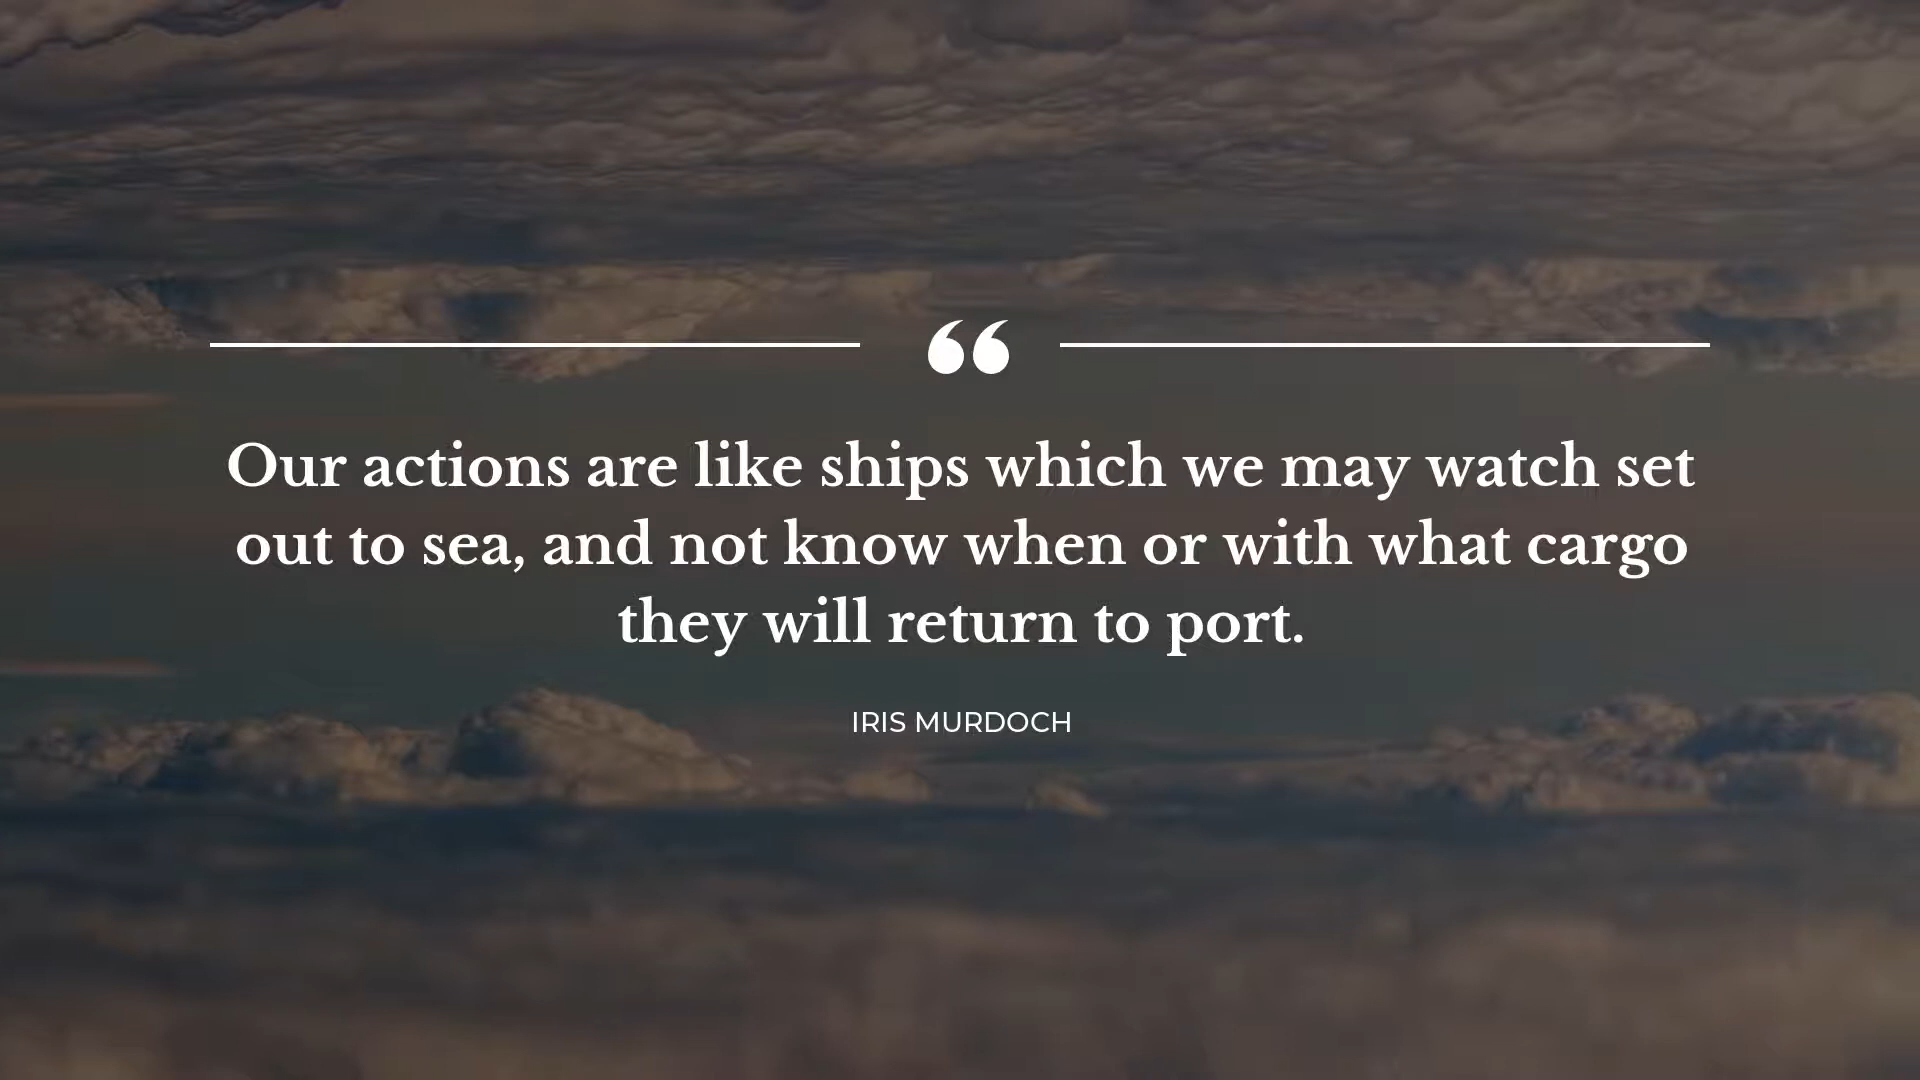 “
Our actions are like ships which we may watch set
out to sea, and not know when or with what cargo
they will return to port.
IRIS MURDOCH